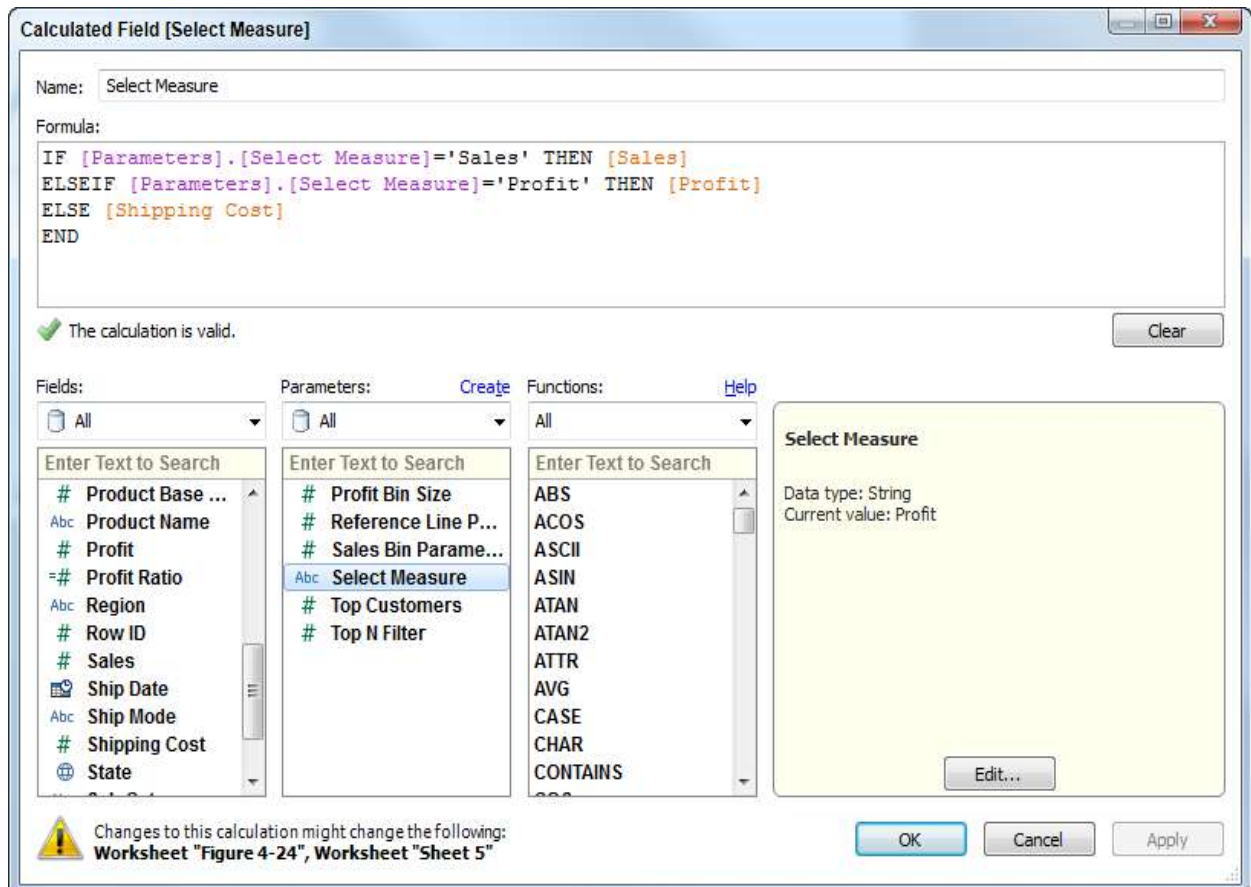 Calculated Field [Select Measure]
Name: Select Measure
Formula:
IF [Parameters].[Select Measure]='Sales' THEN [Sales]
ELSEIF [Parameters].[Select Measure]='Profit' THEN [Profit]
ELSE [Shipping Cost]
END
The calculation is valid.
Clear
Fields:
All
Enter Text to Search
# Product Base ...
Abc Product Name
# Profit
=# Profit Ratio
Abc Region
# Row ID
# Sales
Ship Date
Abc Ship Mode
# Shipping Cost
State
Parameters: Create
All
Enter Text to Search
# Profit Bin Size
# Reference Line P...
# Sales Bin Parame...
Abc Select Measure
# Top Customers
# Top N Filter
Functions: Help
All
Enter Text to Search
ABS
ACOS
ASCII
ASIN
ATAN
ATAN2
ATTR
AVG
CASE
CHAR
CONTAINS
Select Measure
Data type: String
Current value: Profit
Edit...
Changes to this calculation might change the following:
Worksheet "Figure 4-24", Worksheet "Sheet 5"
OK Cancel Apply